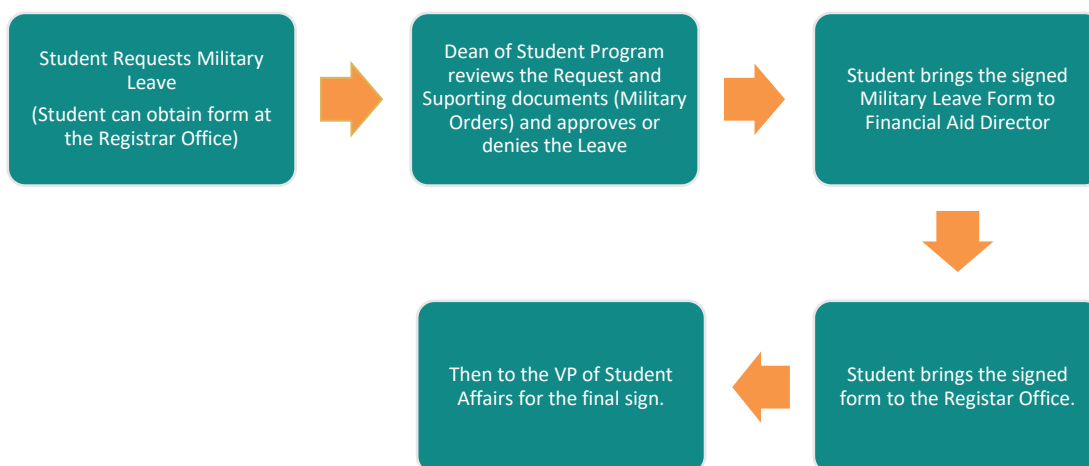 Student Requests Military
Leave
(Student can obtain form at
the Registrar Office)
Dean of Student Program
reviews the Request and
Suporting documents (Military
Orders) and approves or
denies the Leave
Student brings the signed
Military Leave Form to
Financial Aid Director
Student brings the signed
form to the Registar Office.
Then to the VP of Student
Affairs for the final sign.